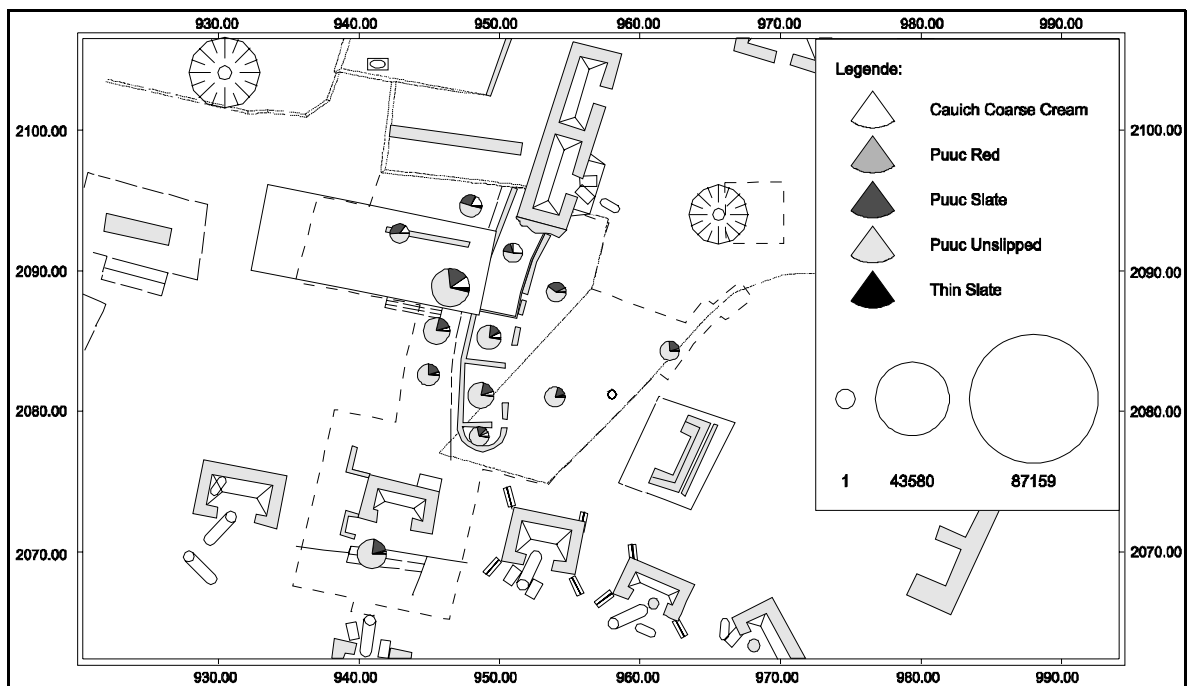 930.00 940.00 950.00 960.00 970.00 980.00 990.00
Legende:
Cauich Coarse Cream
2100.00 2100.00
Puuc Red
Puuc Slate
Puuc Unslipped
2090.00 2090.00
Thin Slate
2080.00 2080.00
1 43580 87159
2070.00 2070.00
930.00 940.00 950.00 960.00 970.00 980.00 990.00